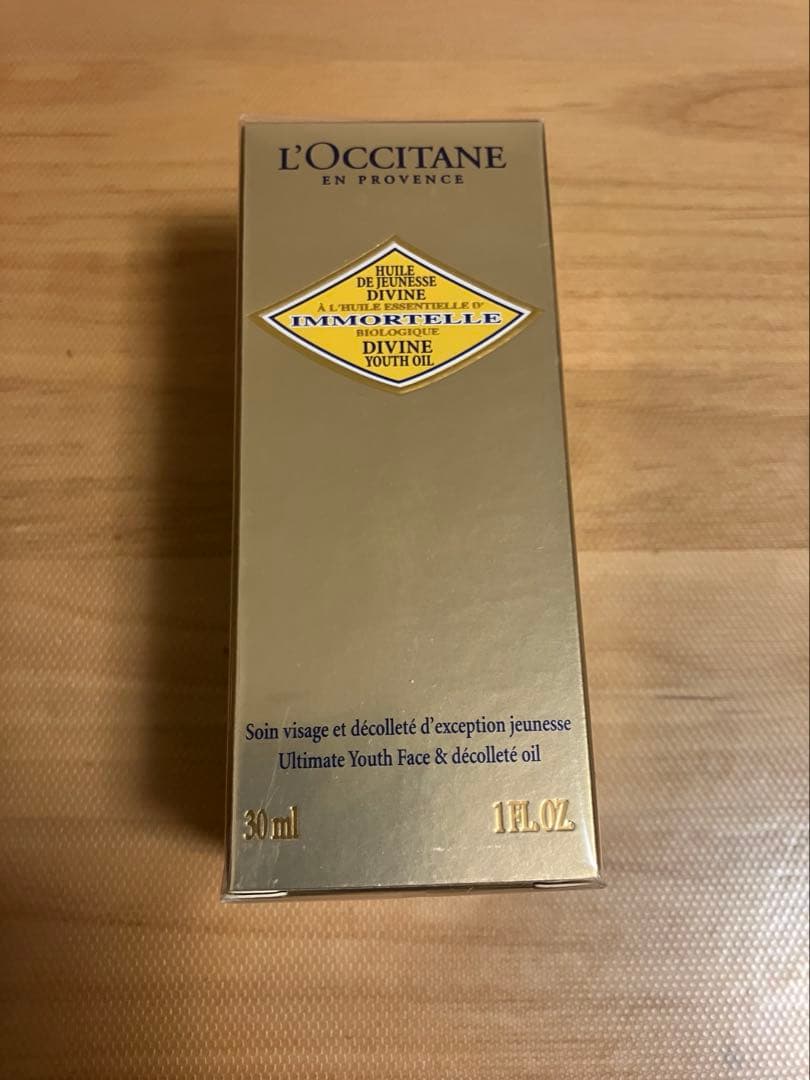 L'OCCITANE
EN PROVENCE
HUILE
DE JEUNESSE
DIVINE
À L'HUILE ESSENTIELLE D'
IMMORTELLE
BIOLOGIQUE
DIVINE
YOUTH OIL
Soin visage et décolleté d'exception jeunesse
Ultimate Youth Face & décolleté oil
30 ml 1 FL.OZ.